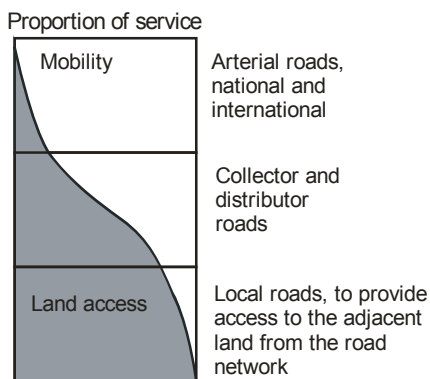 Proportion of service
Mobility
Arterial roads,
national and
international
Collector and
distributor
roads
Land access
Local roads, to provide
access to the adjacent
land from the road
network